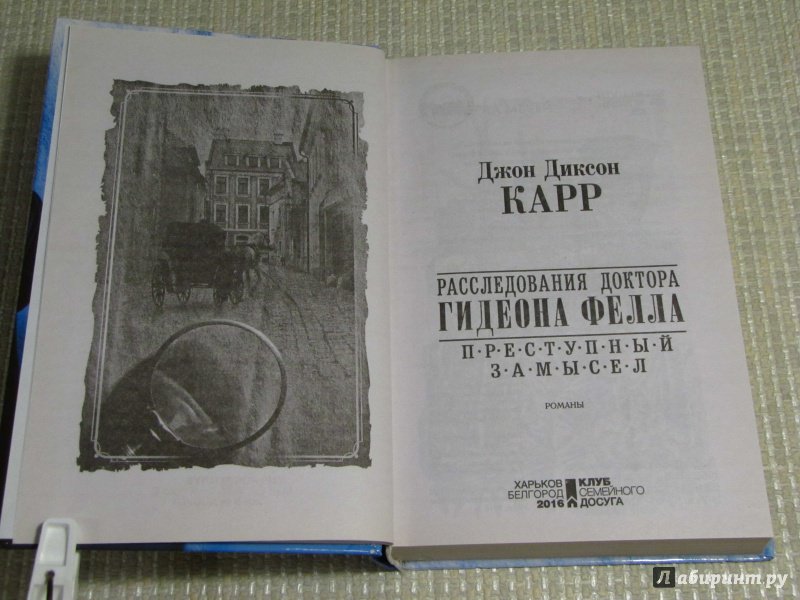 Джон Диксон
КАРР
РАССЛЕДОВАНИЯ ДОКТОРА
ГИДЕОНА ФЕЛЛА
П·Р·Е·С·Т·У·П·Н·Ы·Й
З·А·М·Ы·С·Е·Л
РОМАНЫ
ХАРЬКОВ
БЕЛГОРОД
2016
КЛУБ
СЕМЕЙНОГО
ДОСУГА
Лабиринт.ру